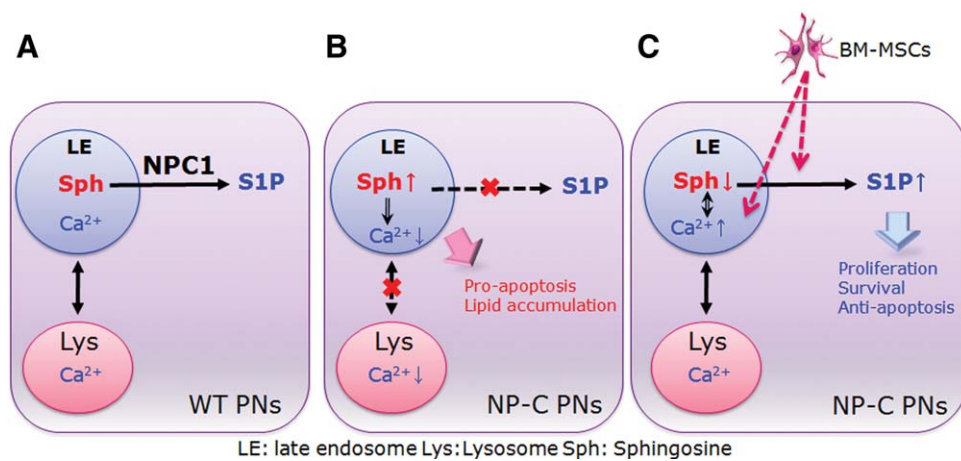 A
LE
NPC1
Sph
S1P
Ca²⁺
Lys
Ca²⁺
WT PNs
B
LE
Sph↑
S1P
Ca²⁺↓
Pro-apoptosis
Lipid accumulation
Lys
Ca²⁺↓
NP-C PNs
C
BM-MSCs
LE
Sph↓
S1P↑
Ca²⁺↑
Proliferation
Survival
Anti-apoptosis
Lys
Ca²⁺
NP-C PNs
LE: late endosome Lys:Lysosome Sph: Sphingosine